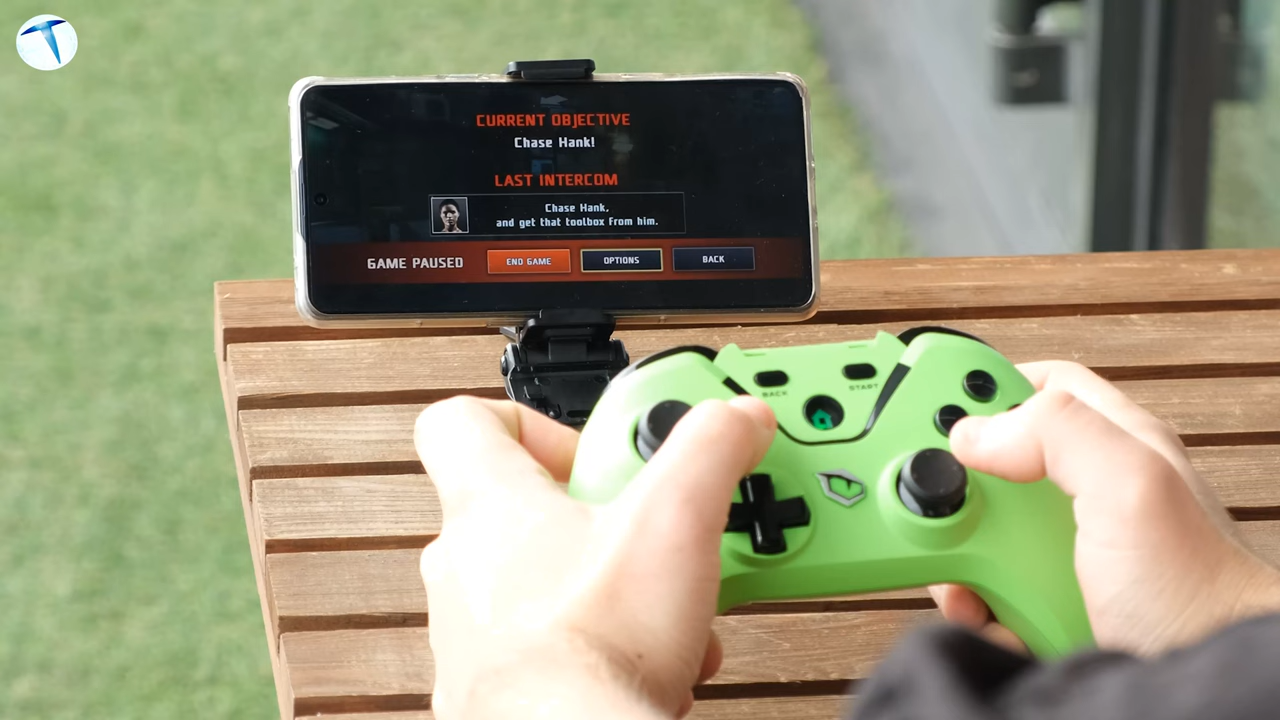 CURRENT OBJECTIVE
Chase Hank!
LAST INTERCOM
Chase Hank,
and get that toolbox from him.
GAME PAUSED
END GAME
OPTIONS
BACK
BACK
START